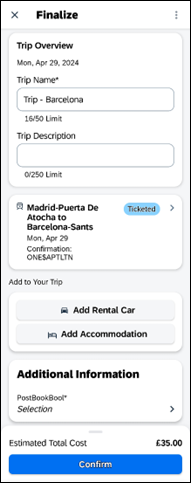 Finalize
Trip Overview
Mon, Apr 29, 2024
Trip Name*
Trip - Barcelona
16/50 Limit
Trip Description
0/250 Limit
Madrid-Puerta De
Atocha to
Barcelona-Sants
Ticketed
Mon, Apr 29
Confirmation:
ONE$APTLTN
Add to Your Trip
Add Rental Car
Add Accommodation
Additional Information
PostBookBool*
Selection
Estimated Total Cost £35.00
Confirm